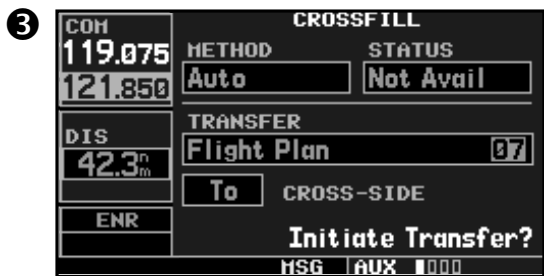 3
COM
119.075
121.850
DIS
42.3nm
ENR
CROSSFILL
METHOD STATUS
Auto Not Avail
TRANSFER
Flight Plan 07
To CROSS-SIDE
Initiate Transfer?
MSG AUX